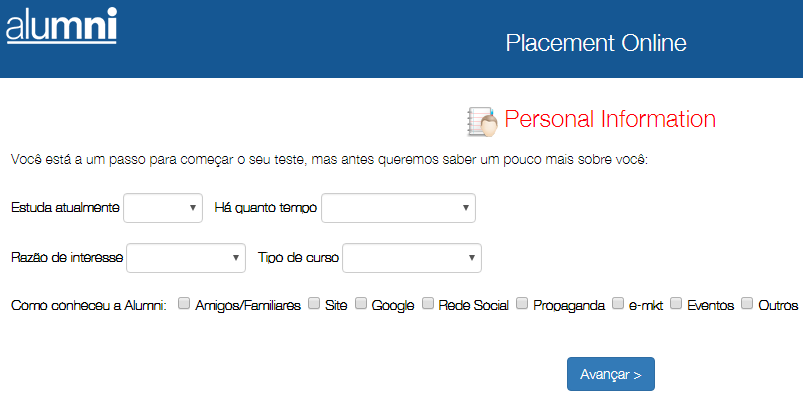 alumni
Placement Online
Personal Information
Você está a um passo para começar o seu teste, mas antes queremos saber um pouco mais sobre você:
Estuda atualmente Há quanto tempo
Razão de interesse Tipo de curso
Como conheceu a Alumni: Amigos/Familiares Site Google Rede Social Propaganda e-mkt Eventos Outros
Avançar >